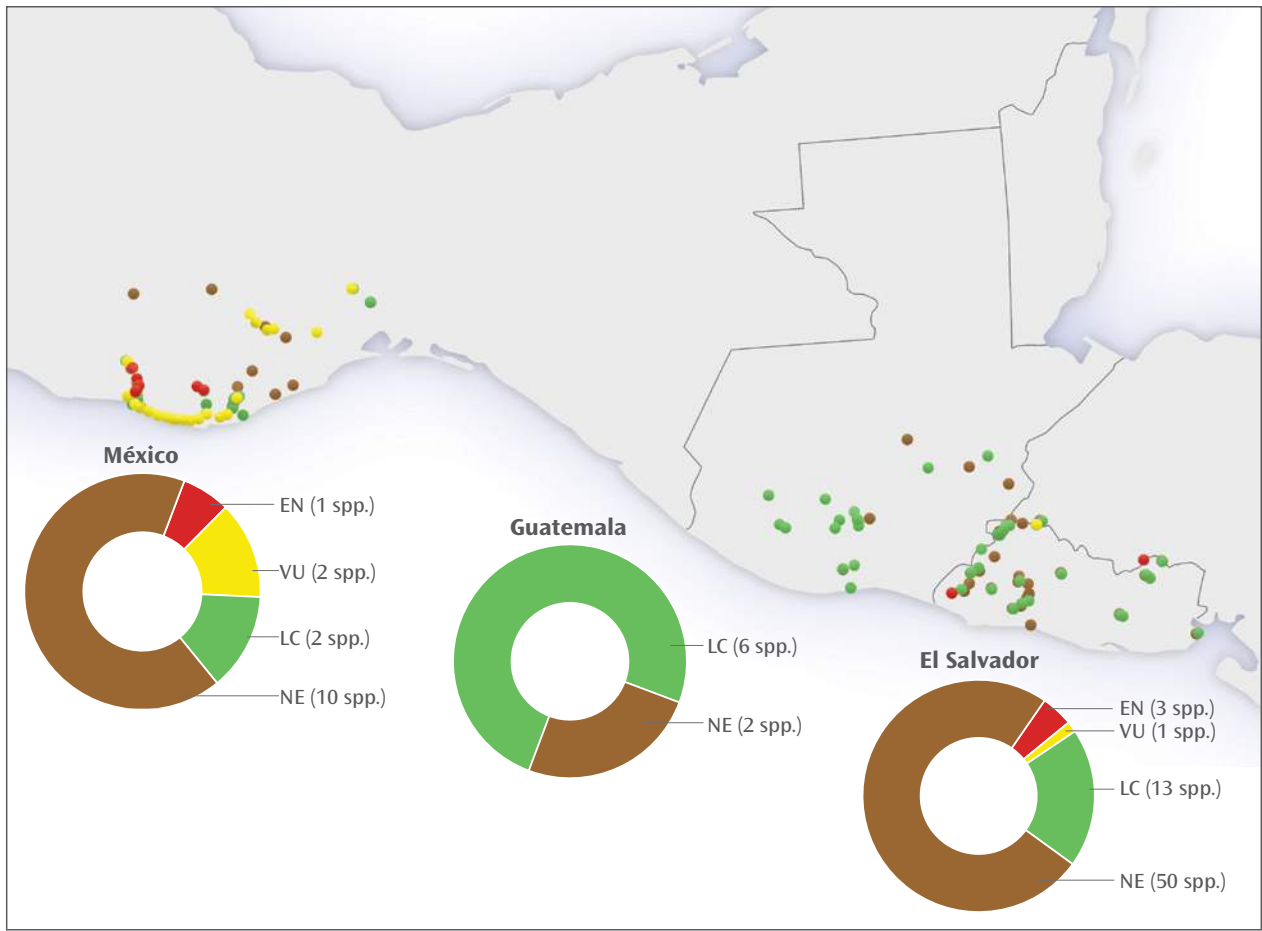 México
EN (1 spp.)
VU (2 spp.)
LC (2 spp.)
NE (10 spp.)
Guatemala
LC (6 spp.)
NE (2 spp.)
El Salvador
EN (3 spp.)
VU (1 spp.)
LC (13 spp.)
NE (50 spp.)